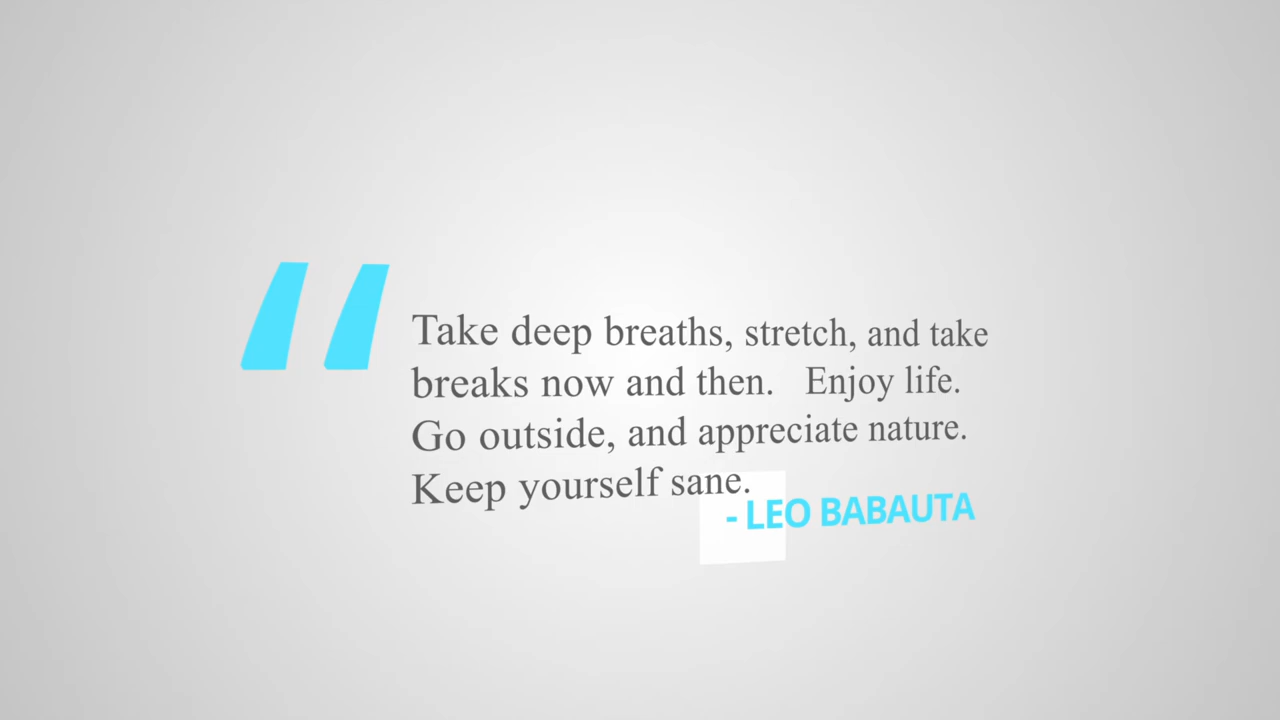 “
Take deep breaths, stretch, and take
breaks now and then.   Enjoy life.
Go outside, and appreciate nature.
Keep yourself sane.
- LEO BABAUTA